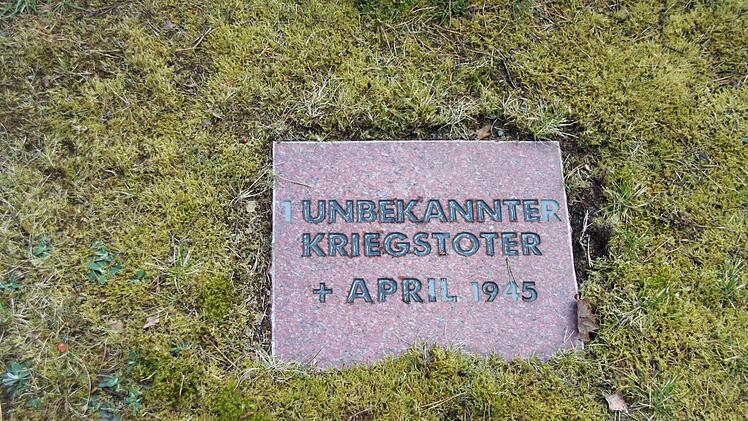 1 UNBEKANNTER
KRIEGSTOTER
+ APRIL 1945